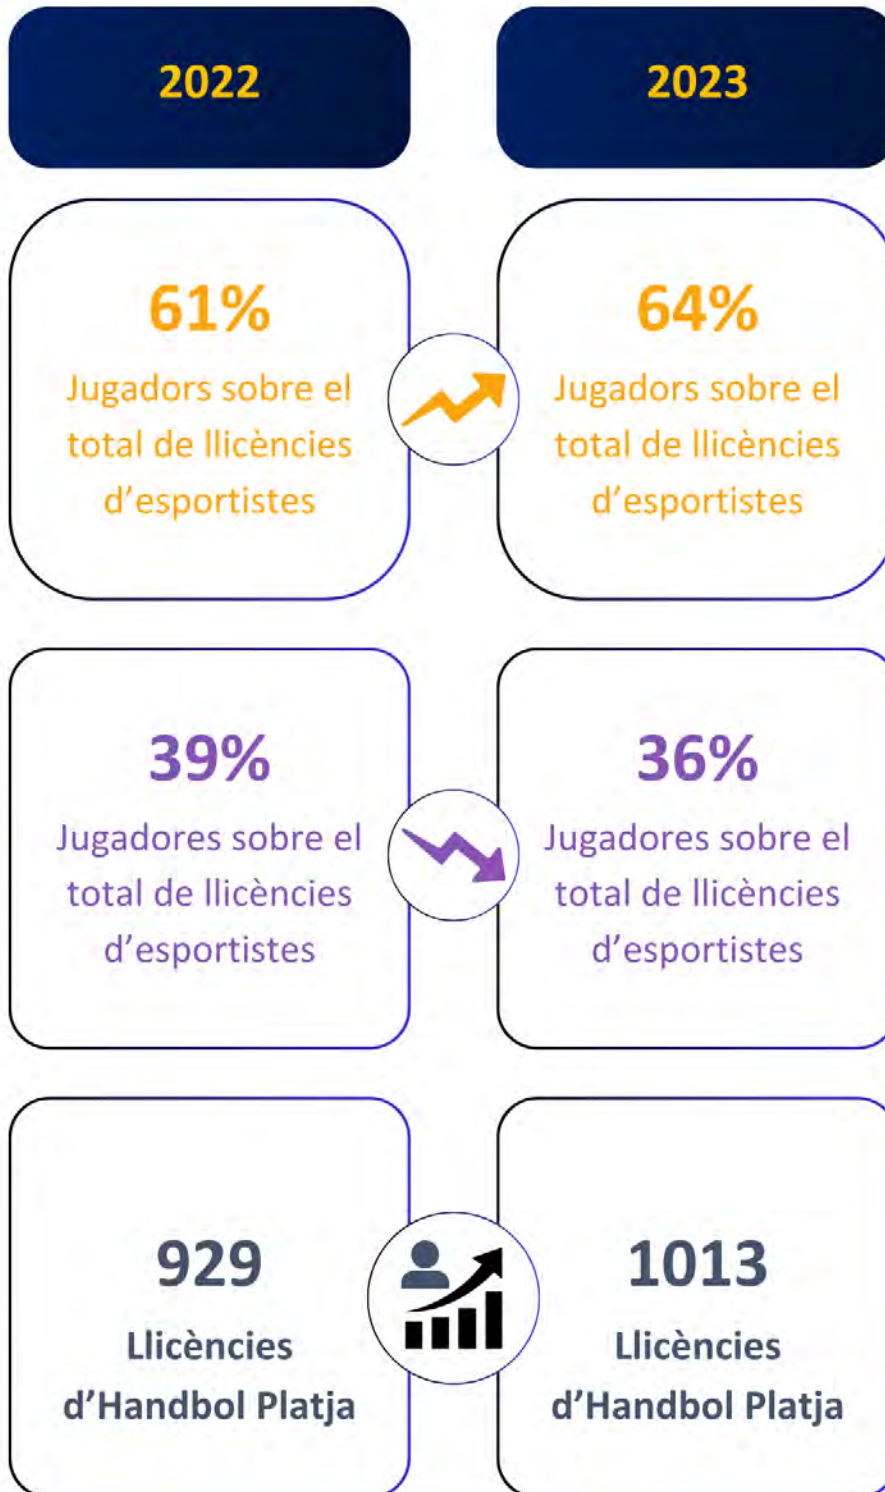 2022
2023
61%
Jugadors sobre el
total de llicències
d’esportistes
64%
Jugadors sobre el
total de llicències
d’esportistes
39%
Jugadores sobre el
total de llicències
d’esportistes
36%
Jugadores sobre el
total de llicències
d’esportistes
929
Llicències
d’Handbol Platja
1013
Llicències
d’Handbol Platja